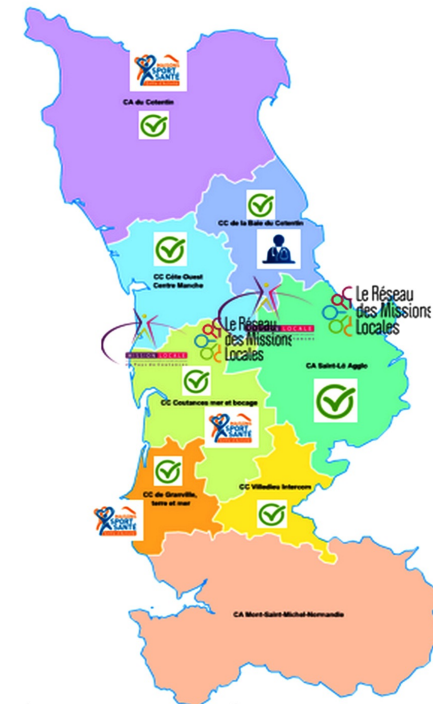 MAISONS
SPORT
SANTÉ
CA du Cotentin
CC de la Baie du Cotentin
CC Côte Ouest
Centre Manche
Le Réseau
des Missions
Locales
Le Réseau
des Missions
Locales
MISSION LOCALE
LOCALE
CA Saint-Lô Agglo
CC Coutances mer et bocage
MAISONS
SPORT
SANTÉ
CC de Granville,
terre et mer
CC Villedieu Intercom
MAISONS
SPORT
SANTÉ
CA Mont-Saint-Michel-Normandie